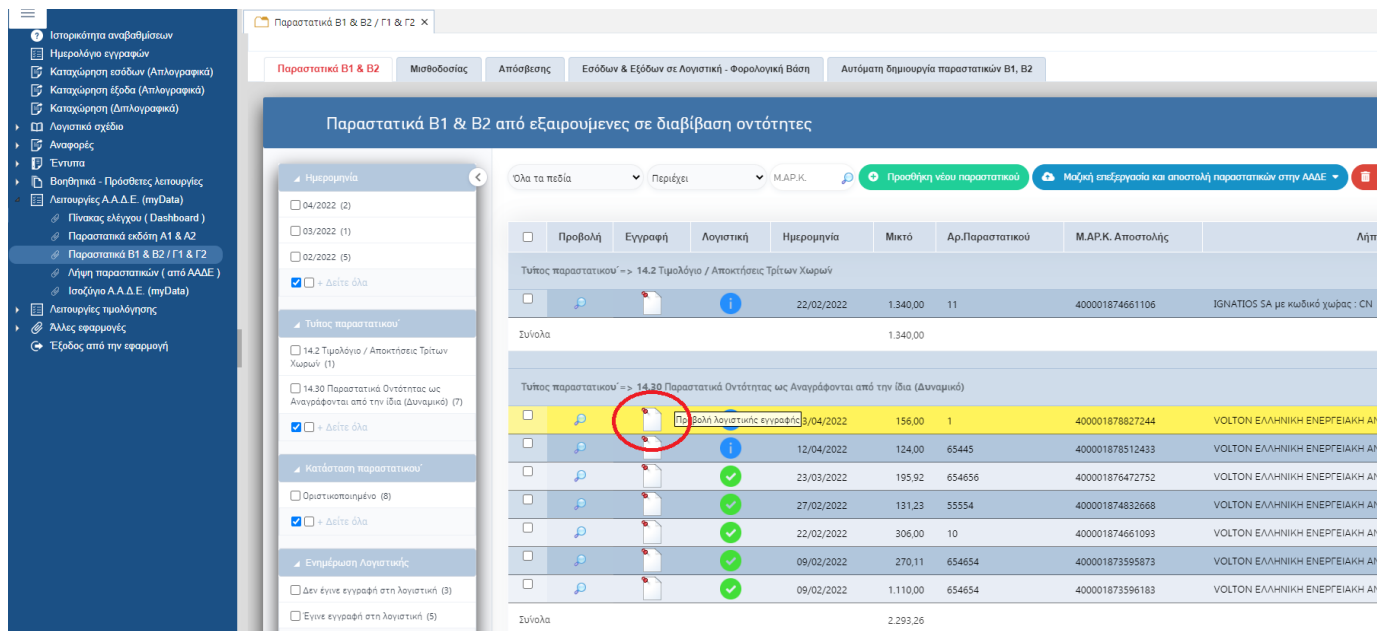 Παραστατικά Β1 & Β2 / Γ1 & Γ2 ×
Ιστορικότητα αναβαθμίσεων
Ημερολόγιο εγγραφών
Καταχώρηση εσόδων (Απλογραφικά)
Καταχώρηση έξοδα (Απλογραφικά)
Καταχώρηση (Διπλογραφικά)
Λογιστικό σχέδιο
Αναφορές
Έντυπα
Βοηθητικά - Πρόσθετες λειτουργίες
Λειτουργίες Α.Α.Δ.Ε. (myData)
Πίνακας ελέγχου ( Dashboard )
Παραστατικά εκδότη Α1 & Α2
Παραστατικά Β1 & Β2 / Γ1 & Γ2
Λήψη παραστατικών ( από ΑΑΔΕ )
Ισοζύγιο Α.Α.Δ.Ε. (myData)
Λειτουργίες τιμολόγησης
Άλλες εφαρμογές
Έξοδος από την εφαρμογή
Παραστατικά Β1 & Β2 Μισθοδοσίας Απόσβεσης Εσόδων & Εξόδων σε Λογιστική - Φορολογική Βάση Αυτόματη δημιουργία παραστατικών Β1, Β2
Παραστατικά Β1 & Β2 από εξαιρούμενες σε διαβίβαση οντότητες
Ημερομηνία
04/2022 (2)
03/2022 (1)
02/2022 (5)
+ Δείτε όλα
Τύπος παραστατικού
14.2 Τιμολόγιο / Αποκτήσεις Τρίτων
Χωρών (1)
14.30 Παραστατικά Οντότητας ως
Αναγράφονται από την ίδια (Δυναμικό) (7)
+ Δείτε όλα
Κατάσταση παραστατικού
Οριστικοποιημένο (8)
+ Δείτε όλα
Ενημέρωση Λογιστικής
Δεν έγινε εγγραφή στη λογιστική (3)
Έγινε εγγραφή στη λογιστική (5)
Όλα τα πεδία Περιέχει Μ.ΑΡ.Κ. Προσθήκη νέου παραστατικού Μαζική επεξεργασία και αποστολή παραστατικών στην ΑΑΔΕ
Προβολή Εγγραφή Λογιστική Ημερομηνία Μικτό Αρ.Παραστατικού Μ.ΑΡ.Κ. Αποστολής Λήπ
Τύπος παραστατικού => 14.2 Τιμολόγιο / Αποκτήσεις Τρίτων Χωρών
22/02/2022 1.340,00 11 400001874661106 IGNATIOS SA με κωδικό χώρας : CN
Σύνολα 1.340,00
Τύπος παραστατικού => 14.30 Παραστατικά Οντότητας ως Αναγράφονται από την ίδια (Δυναμικό)
Προβολή λογιστικής εγγραφής 3/04/2022 156,00 1 400001878827244 VOLTON ΕΛΛΗΝΙΚΗ ΕΝΕΡΓΕΙΑΚΗ ΑΝ
12/04/2022 124,00 65445 400001878512433 VOLTON ΕΛΛΗΝΙΚΗ ΕΝΕΡΓΕΙΑΚΗ ΑΝ
23/03/2022 195,92 654656 400001876472752 VOLTON ΕΛΛΗΝΙΚΗ ΕΝΕΡΓΕΙΑΚΗ ΑΝ
27/02/2022 131,23 55554 400001874832668 VOLTON ΕΛΛΗΝΙΚΗ ΕΝΕΡΓΕΙΑΚΗ ΑΝ
22/02/2022 306,00 10 400001874661093 VOLTON ΕΛΛΗΝΙΚΗ ΕΝΕΡΓΕΙΑΚΗ ΑΝ
09/02/2022 270,11 654654 400001873595873 VOLTON ΕΛΛΗΝΙΚΗ ΕΝΕΡΓΕΙΑΚΗ ΑΝ
09/02/2022 1.110,00 654654 400001873596183 VOLTON ΕΛΛΗΝΙΚΗ ΕΝΕΡΓΕΙΑΚΗ ΑΝ
Σύνολα 2.293,26